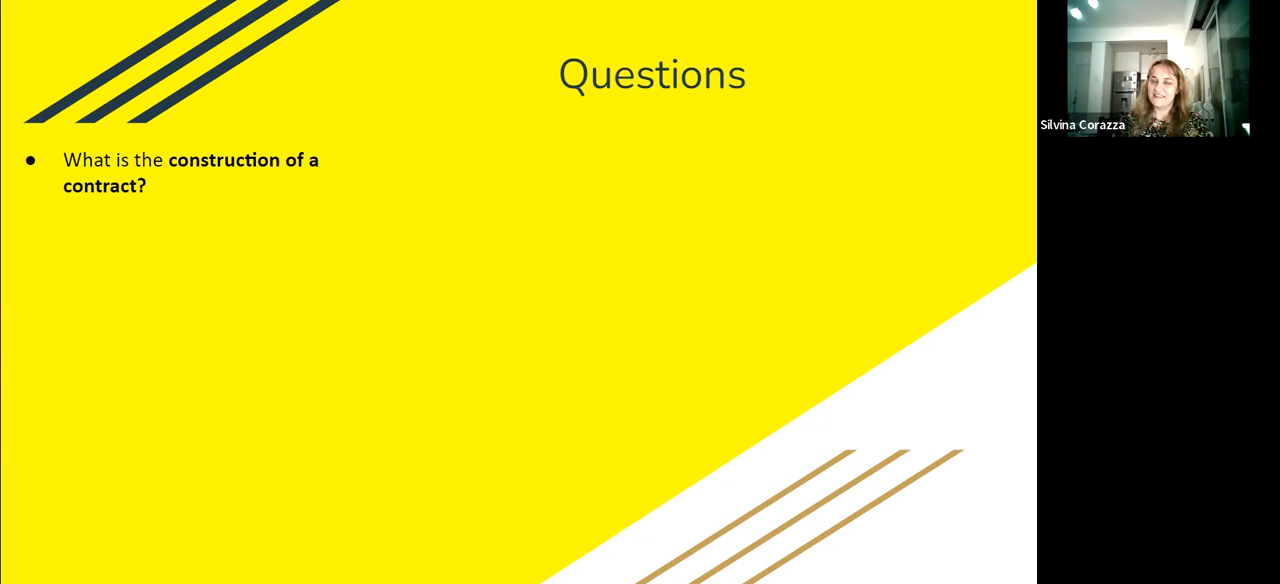 Questions
● What is the construction of a
contract?
Silvina Corazza